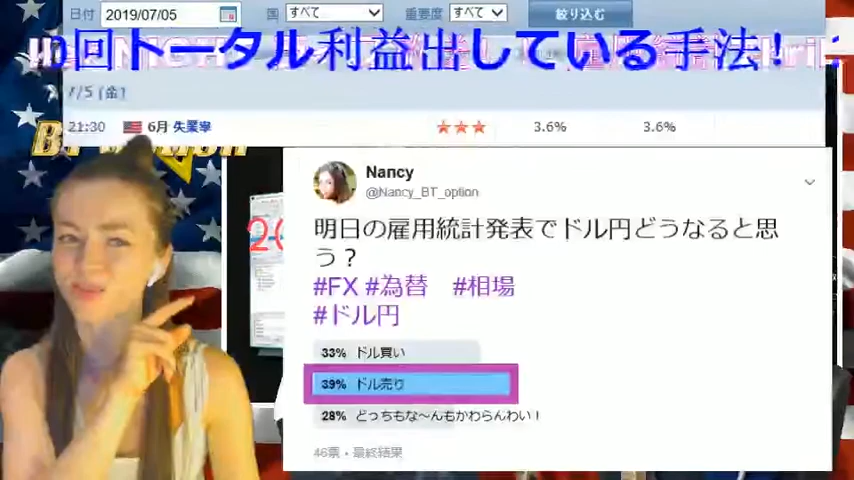 日付 2019/07/05 国 すべて 重要度 すべて 絞り込む
回トータル利益出している手法！
7/5 (金)
21:30 6月 失業率 ★★★ 3.6% 3.6%
Nancy
@Nancy_BT_option
明日の雇用統計発表でドル円どうなると思
う？
#FX #為替 #相場
#ドル円
33% ドル買い
39% ドル売り
28% どっちもな〜んもかわらんわい！
46票・最終結果